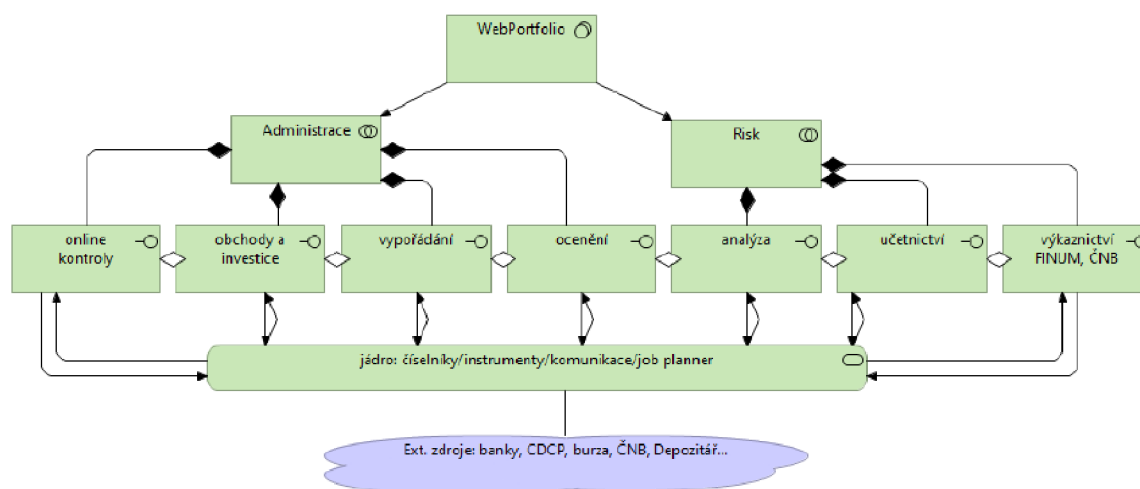 WebPortfolio
Administrace
Risk
online
kontroly
obchody a
investice
vypořádání
ocenění
analýza
učetnictví
výkaznictví
FINUM, ČNB
jádro: číselníky/instrumenty/komunikace/job planner
Ext. zdroje: banky, CDCP, burza, ČNB, Depozitář...